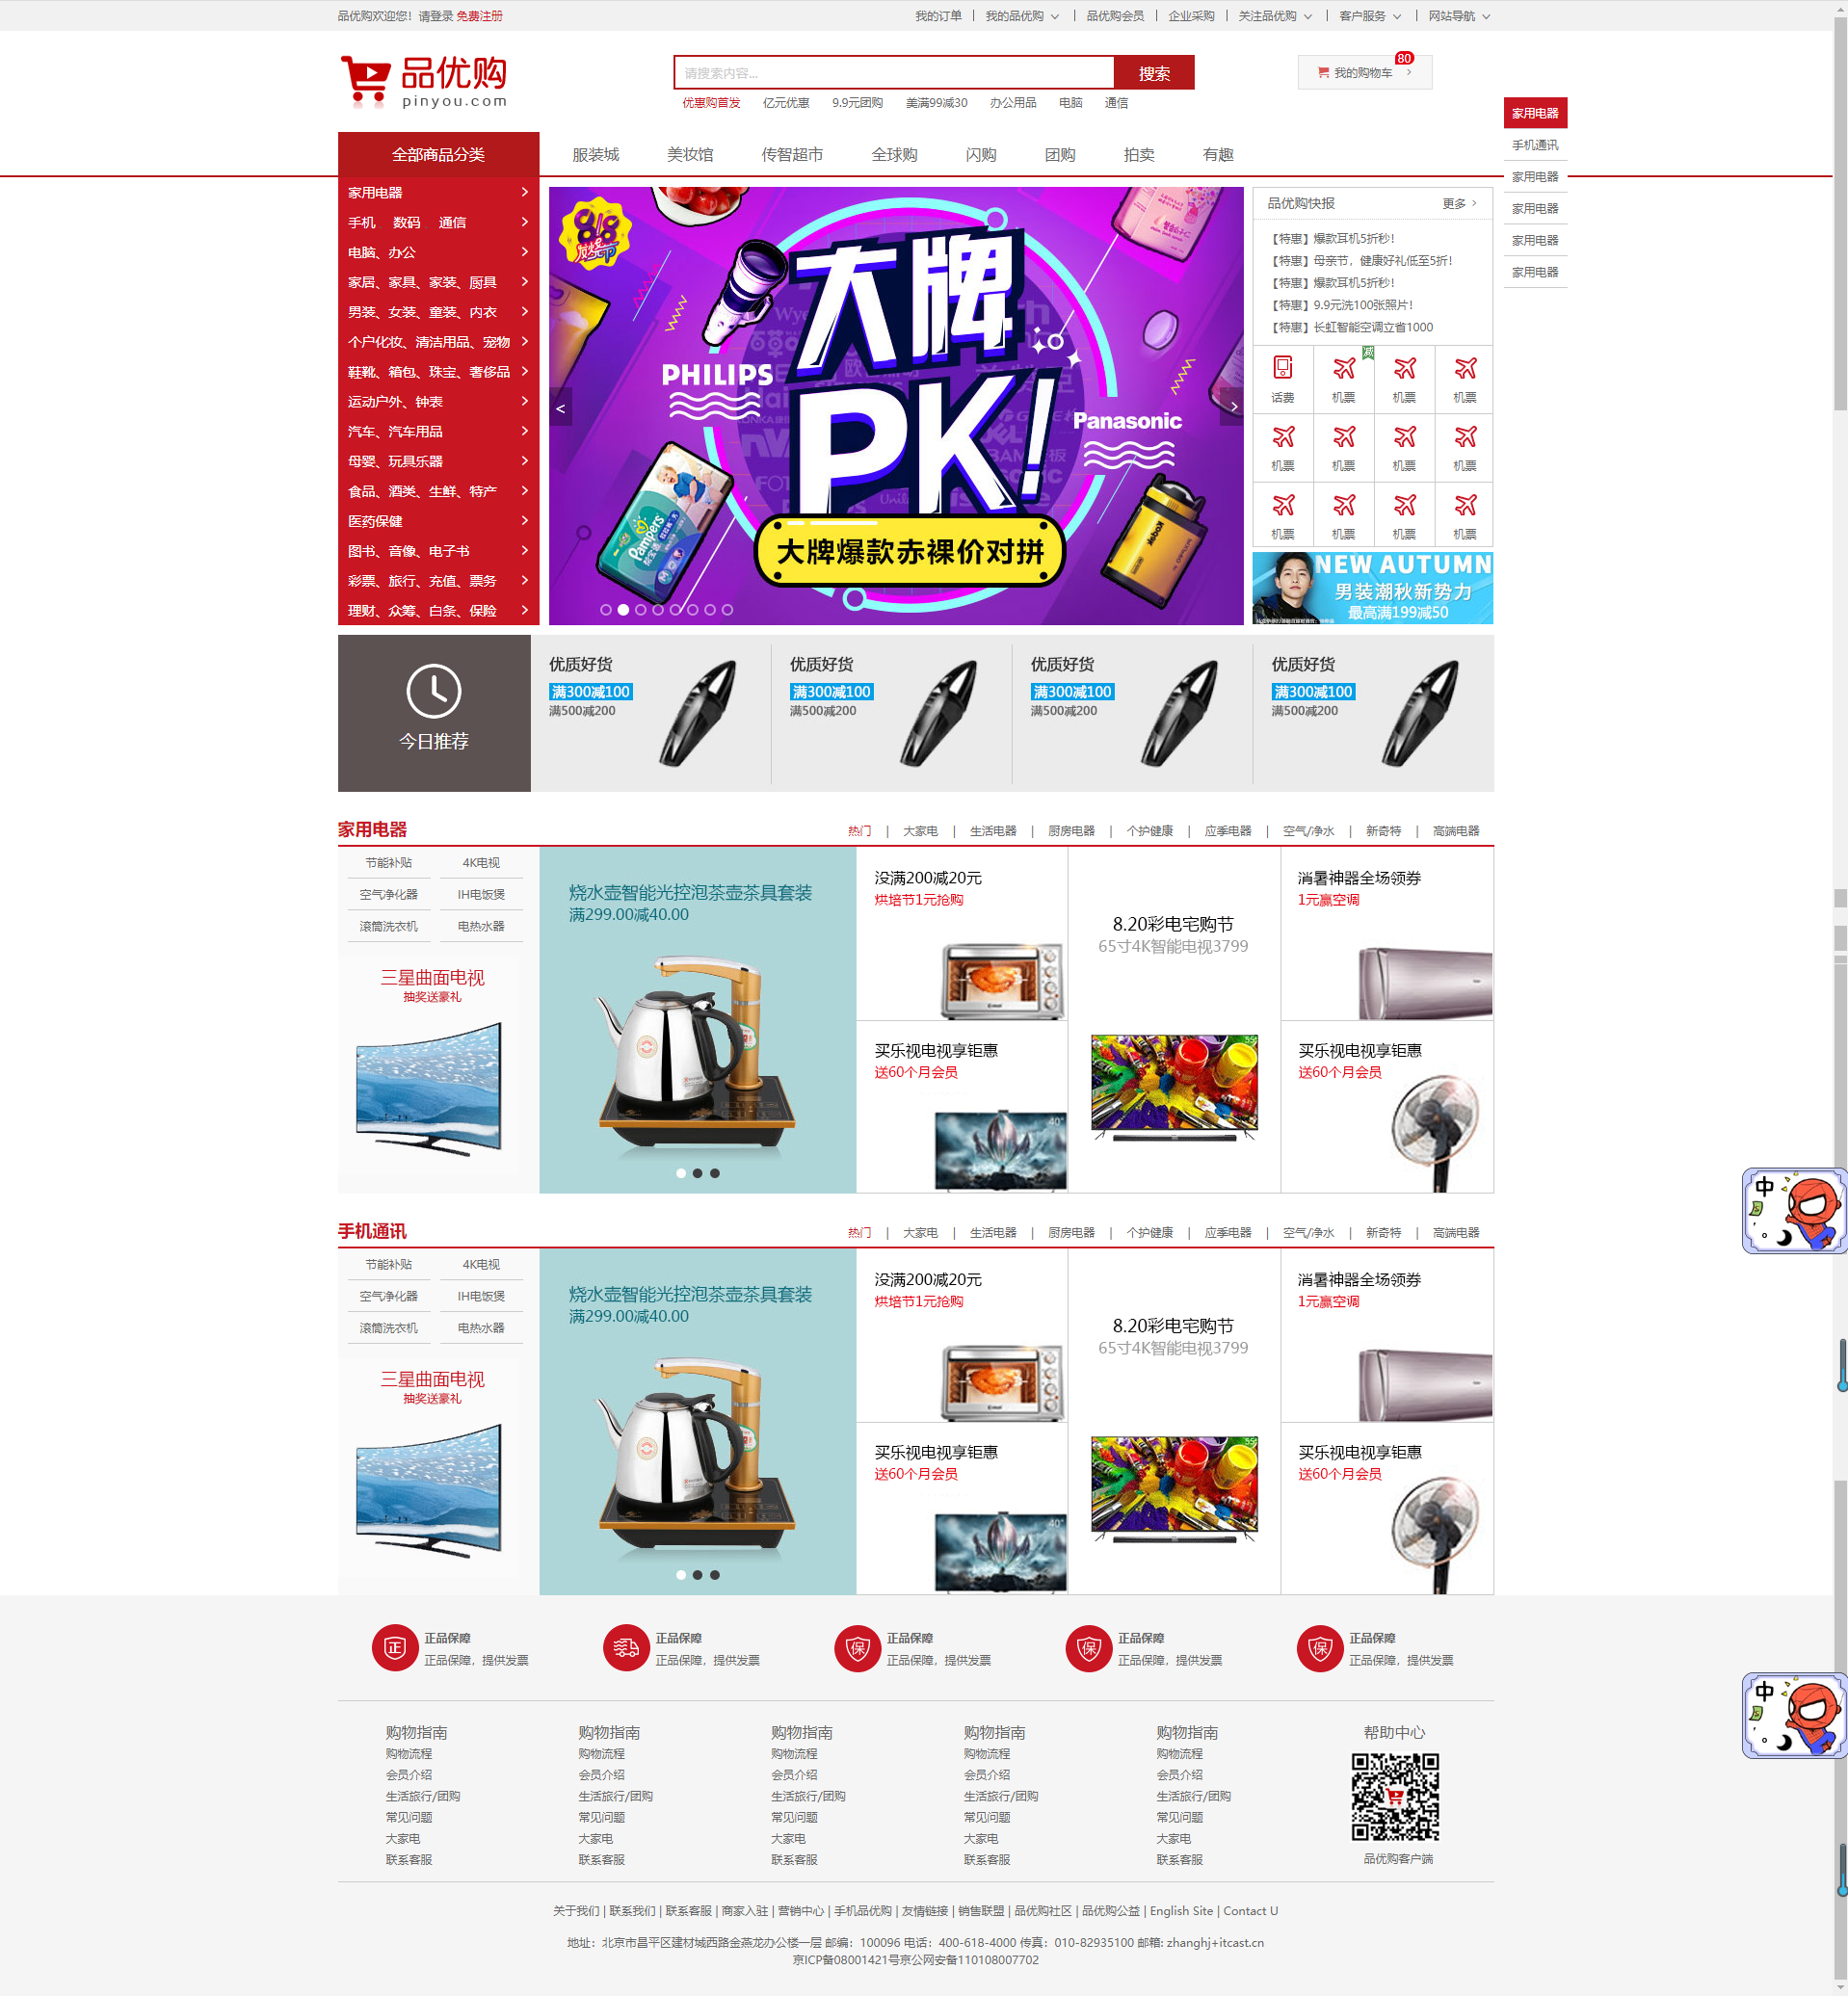 品优购欢迎您！请登录 免费注册
我的订单 | 我的品优购 | 品优购会员 | 企业采购 | 关注品优购 | 客户服务 | 网站导航
品优购
pinyou.com
请搜索内容...
搜索
80
我的购物车
优惠购首发 亿元优惠 9.9元团购 美满99减30 办公用品 电脑 通信
全部商品分类 服装城 美妆馆 传智超市 全球购 闪购 团购 拍卖 有趣
家用电器
手机通讯
家用电器
家用电器
家用电器
家用电器
家用电器
手机 数码 通信
电脑、办公
家居、家具、家装、厨具
男装、女装、童装、内衣
个户化妆、清洁用品、宠物
鞋靴、箱包、珠宝、奢侈品
运动户外、钟表
汽车、汽车用品
母婴、玩具乐器
食品、酒类、生鲜、特产
医药保健
图书、音像、电子书
彩票、旅行、充值、票务
理财、众筹、白条、保险
大牌
PK!
PHILIPS
Panasonic
Pampers
大牌爆款赤裸价对拼
< >
品优购快报 更多
【特惠】爆款耳机5折秒！
【特惠】母亲节，健康好礼低至5折！
【特惠】爆款耳机5折秒！
【特惠】9.9元洗100张照片！
【特惠】长虹智能空调立省1000
减
话费 机票 机票 机票
机票 机票 机票 机票
机票 机票 机票 机票
NEW AUTUMN
男装潮秋新势力
最高满199减50
今日推荐
优质好货
满300减100
满500减200
优质好货
满300减100
满500减200
优质好货
满300减100
满500减200
优质好货
满300减100
满500减200
家用电器
热门 | 大家电 | 生活电器 | 厨房电器 | 个护健康 | 应季电器 | 空气/净水 | 新奇特 | 高端电器
节能补贴 4K电视
空气净化器 IH电饭煲
滚筒洗衣机 电热水器
三星曲面电视
抽奖送豪礼
烧水壶智能光控泡茶壶茶具套装
满299.00减40.00
没满200减20元
烘培节1元抢购
买乐视电视享钜惠
送60个月会员
8.20彩电宅购节
65寸4K智能电视3799
消暑神器全场领券
1元赢空调
买乐视电视享钜惠
送60个月会员
手机通讯
热门 | 大家电 | 生活电器 | 厨房电器 | 个护健康 | 应季电器 | 空气/净水 | 新奇特 | 高端电器
节能补贴 4K电视
空气净化器 IH电饭煲
滚筒洗衣机 电热水器
三星曲面电视
抽奖送豪礼
烧水壶智能光控泡茶壶茶具套装
满299.00减40.00
没满200减20元
烘培节1元抢购
买乐视电视享钜惠
送60个月会员
8.20彩电宅购节
65寸4K智能电视3799
消暑神器全场领券
1元赢空调
买乐视电视享钜惠
送60个月会员
中
中
正
正品保障
正品保障，提供发票
正品保障
正品保障，提供发票
保
正品保障
正品保障，提供发票
保
正品保障
正品保障，提供发票
保
正品保障
正品保障，提供发票
购物指南 购物指南 购物指南 购物指南 购物指南 帮助中心
购物流程 购物流程 购物流程 购物流程 购物流程
会员介绍 会员介绍 会员介绍 会员介绍 会员介绍
生活旅行/团购 生活旅行/团购 生活旅行/团购 生活旅行/团购 生活旅行/团购
常见问题 常见问题 常见问题 常见问题 常见问题
大家电 大家电 大家电 大家电 大家电
联系客服 联系客服 联系客服 联系客服 联系客服 品优购客户端
关于我们 | 联系我们 | 联系客服 | 商家入驻 | 营销中心 | 手机品优购 | 友情链接 | 销售联盟 | 品优购社区 | 品优购公益 | English Site | Contact U
地址：北京市昌平区建材城西路金燕龙办公楼一层 邮编：100096 电话：400-618-4000 传真：010-82935100 邮箱: zhanghj+itcast.cn
京ICP备08001421号京公网安备110108007702